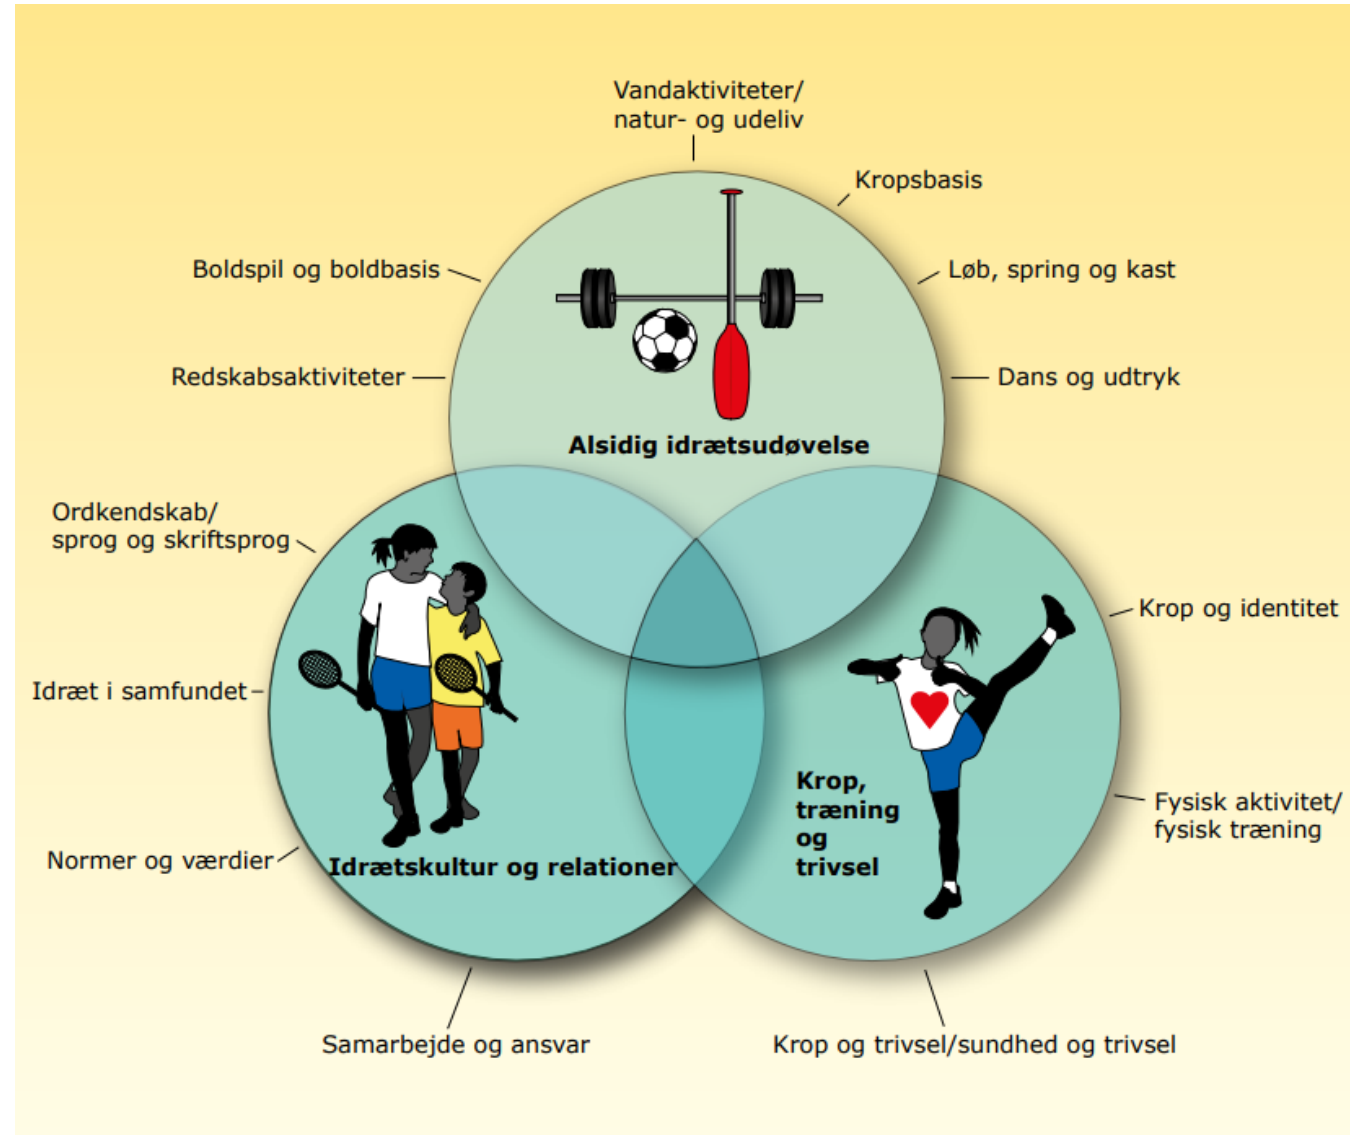 Vandaktiviteter/
natur- og udeliv
Kropsbasis
Boldspil og boldbasis
Løb, spring og kast
Redskabsaktiviteter
Dans og udtryk
Alsidig idrætsudøvelse
Ordkendskab/
sprog og skriftsprog
Krop og identitet
Idræt i samfundet
Krop,
træning
og
trivsel
Fysisk aktivitet/
fysisk træning
Normer og værdier
Idrætskultur og relationer
Samarbejde og ansvar
Krop og trivsel/sundhed og trivsel